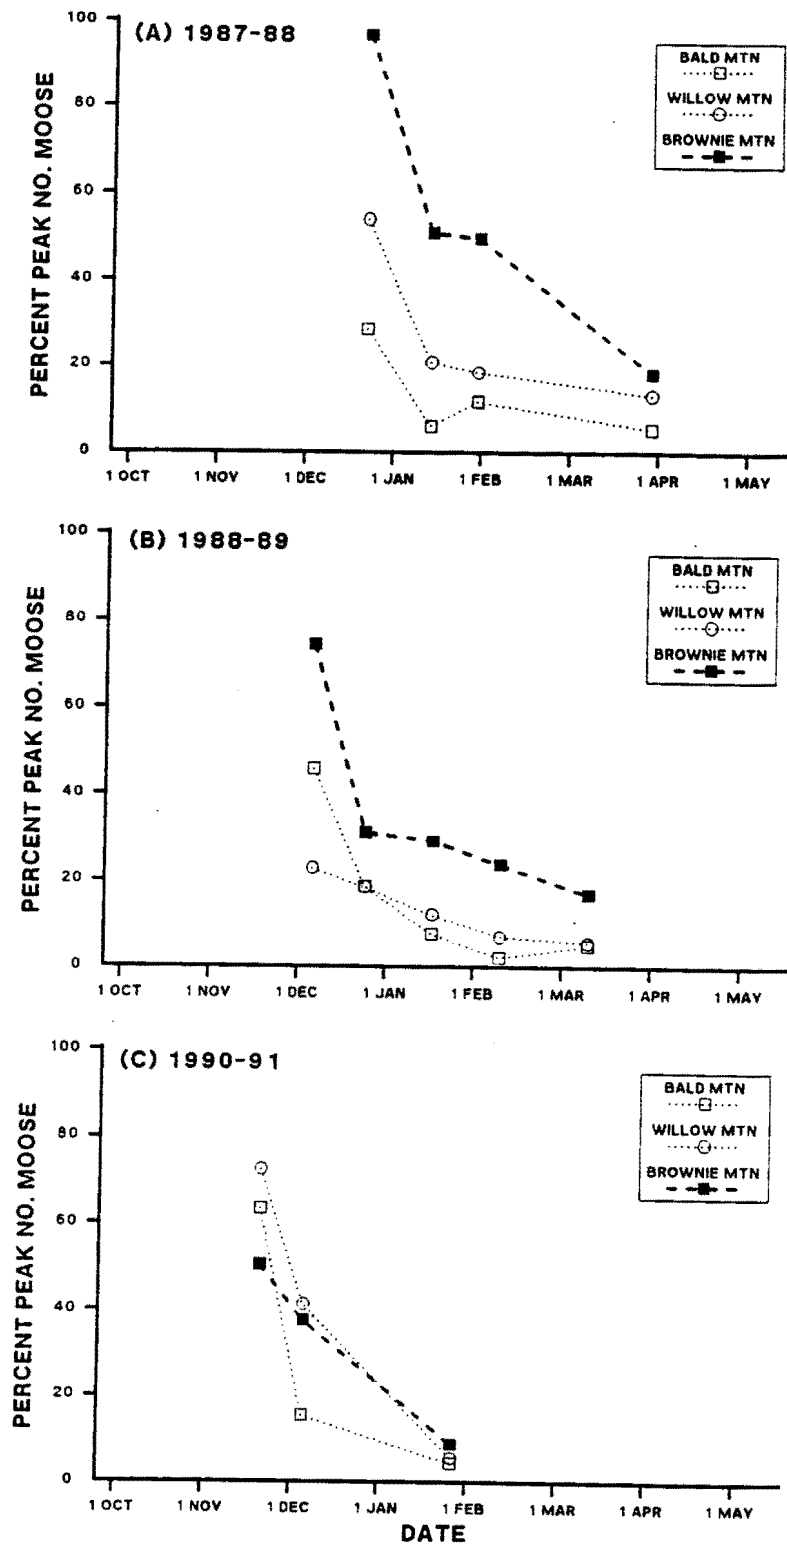 (A) 1987-88
PERCENT PEAK NO. MOOSE
100
80
60
40
20
0
BALD MTN
WILLOW MTN
BROWNIE MTN
1 OCT 1 NOV 1 DEC 1 JAN 1 FEB 1 MAR 1 APR 1 MAY
(B) 1988-89
PERCENT PEAK NO. MOOSE
100
80
60
40
20
0
BALD MTN
WILLOW MTN
BROWNIE MTN
1 OCT 1 NOV 1 DEC 1 JAN 1 FEB 1 MAR 1 APR 1 MAY
(C) 1990-91
PERCENT PEAK NO. MOOSE
100
80
60
40
20
0
BALD MTN
WILLOW MTN
BROWNIE MTN
1 OCT 1 NOV 1 DEC 1 JAN 1 FEB 1 MAR 1 APR 1 MAY
DATE